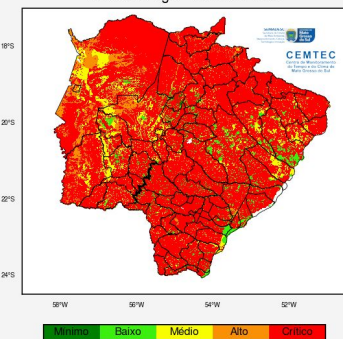 CEMTEC
Centro de Monitoramento
do Tempo e do Clima de
Mato Grosso do Sul
18°S
20°S
22°S
24°S
58°W 56°W 54°W 52°W
Mínimo Baixo Médio Alto Crítico